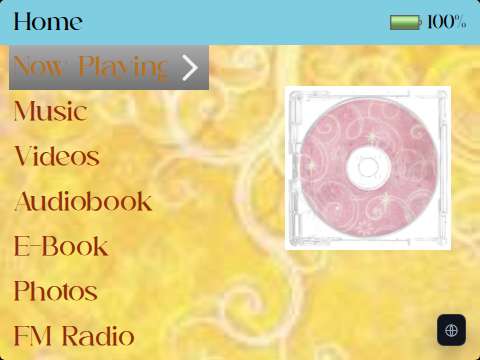 Home
100%
Now Playing
Music
Videos
Audiobook
E-Book
Photos
FM Radio